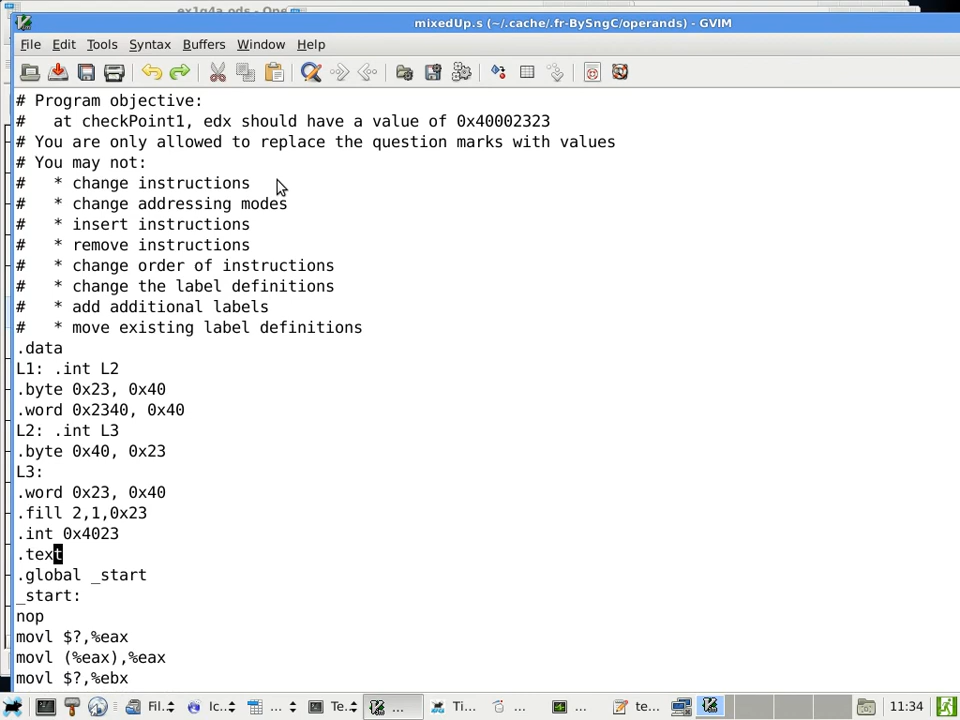 mixedUp.s (~/.cache/.fr-BySngC/operands) - GVIM
File Edit Tools Syntax Buffers Window Help
# Program objective:
#   at checkPoint1, edx should have a value of 0x40002323
# You are only allowed to replace the question marks with values
# You may not:
#   * change instructions
#   * change addressing modes
#   * insert instructions
#   * remove instructions
#   * change order of instructions
#   * change the label definitions
#   * add additional labels
#   * move existing label definitions
.data
L1: .int L2
.byte 0x23, 0x40
.word 0x2340, 0x40
L2: .int L3
.byte 0x40, 0x23
L3:
.word 0x23, 0x40
.fill 2,1,0x23
.int 0x4023
.text
.global _start
_start:
nop
movl $?,%eax
movl (%eax),%eax
movl $?,%ebx
Fil. Ic. ... Te. ... Ti... ... ... te... 11:34